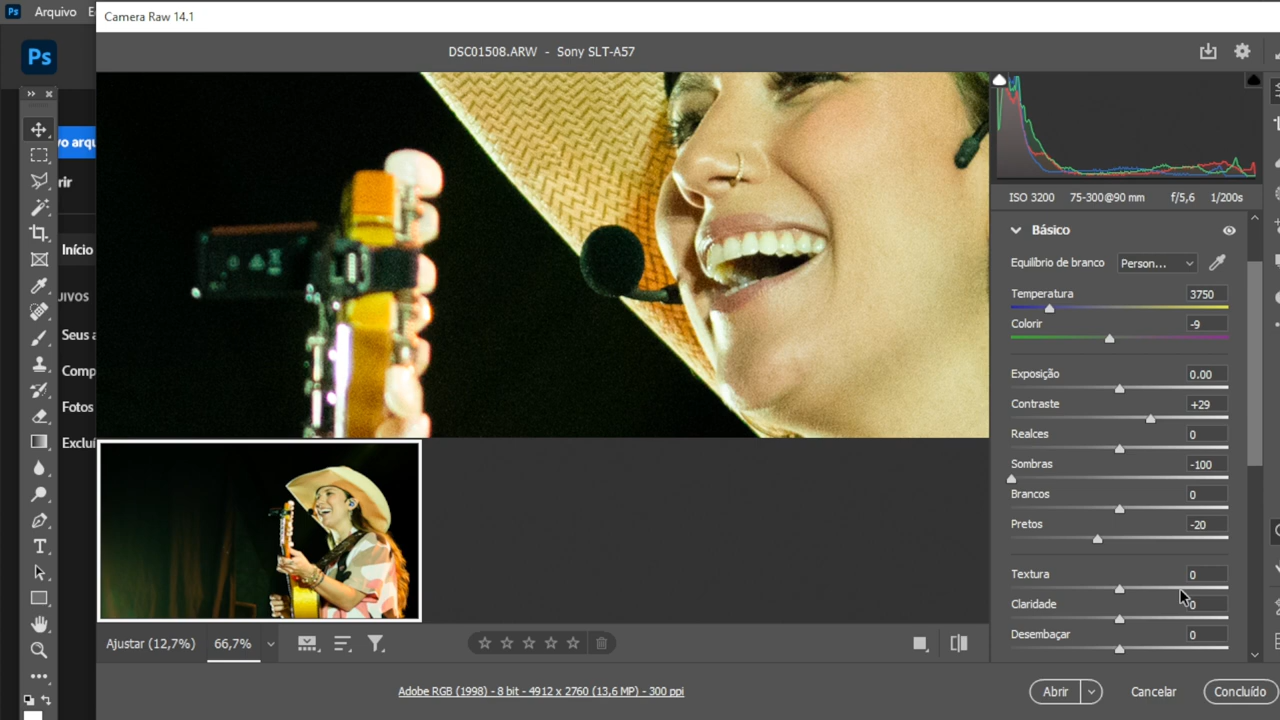 Ps Arquivo E
Camera Raw 14.1
DSC01508.ARW - Sony SLT-A57
Ps
vo arqu
rir
Início
UIVOS
Seus a
Comp
Fotos
Excluí
ISO 3200 75-300@90 mm f/5,6 1/200s
Básico
Equilíbrio de branco Person...
Temperatura 3750
Colorir -9
Exposição 0.00
Contraste +29
Realces 0
Sombras -100
Brancos 0
Pretos -20
Textura 0
Claridade 0
Desembaçar 0
Ajustar (12,7%) 66,7%
Adobe RGB (1998) - 8 bit - 4912 x 2760 (13,6 MP) - 300 ppi
Abrir Cancelar Concluído